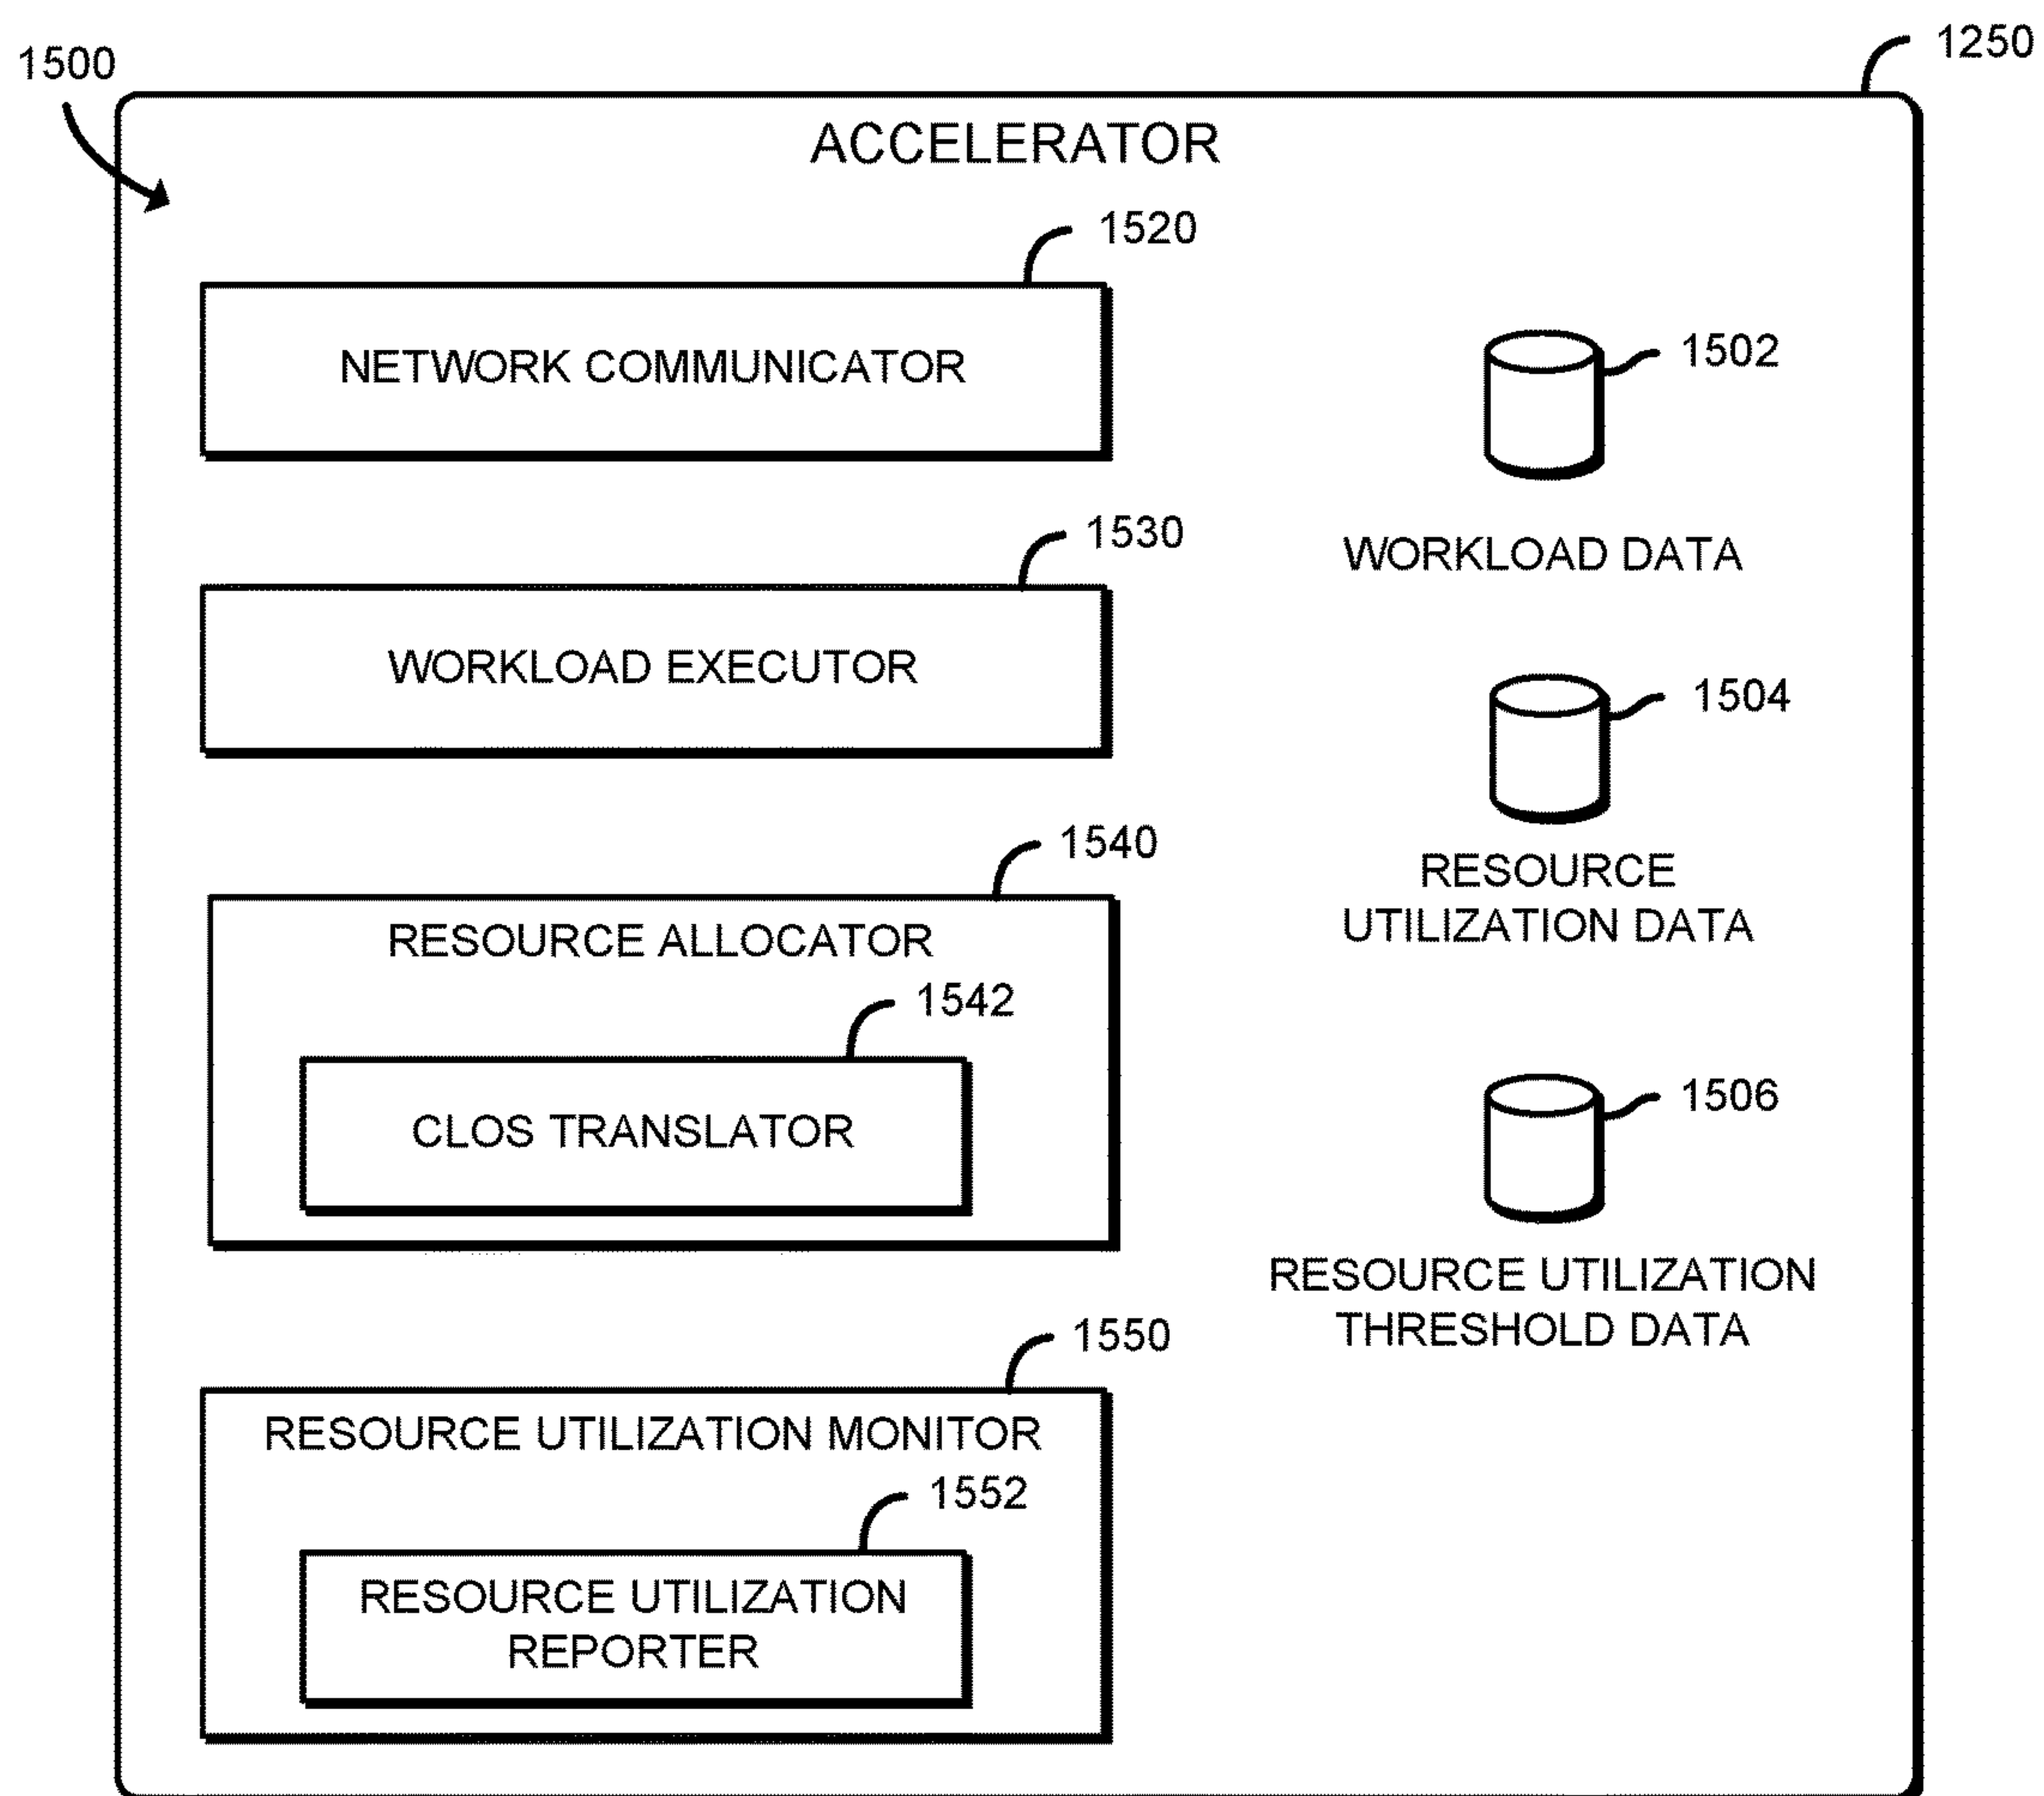 1500
1250
ACCELERATOR
1520
NETWORK COMMUNICATOR
1530
WORKLOAD EXECUTOR
1540
RESOURCE ALLOCATOR
1542
CLOS TRANSLATOR
1550
RESOURCE UTILIZATION MONITOR
1552
RESOURCE UTILIZATION
REPORTER
1502
WORKLOAD DATA
1504
RESOURCE
UTILIZATION DATA
1506
RESOURCE UTILIZATION
THRESHOLD DATA